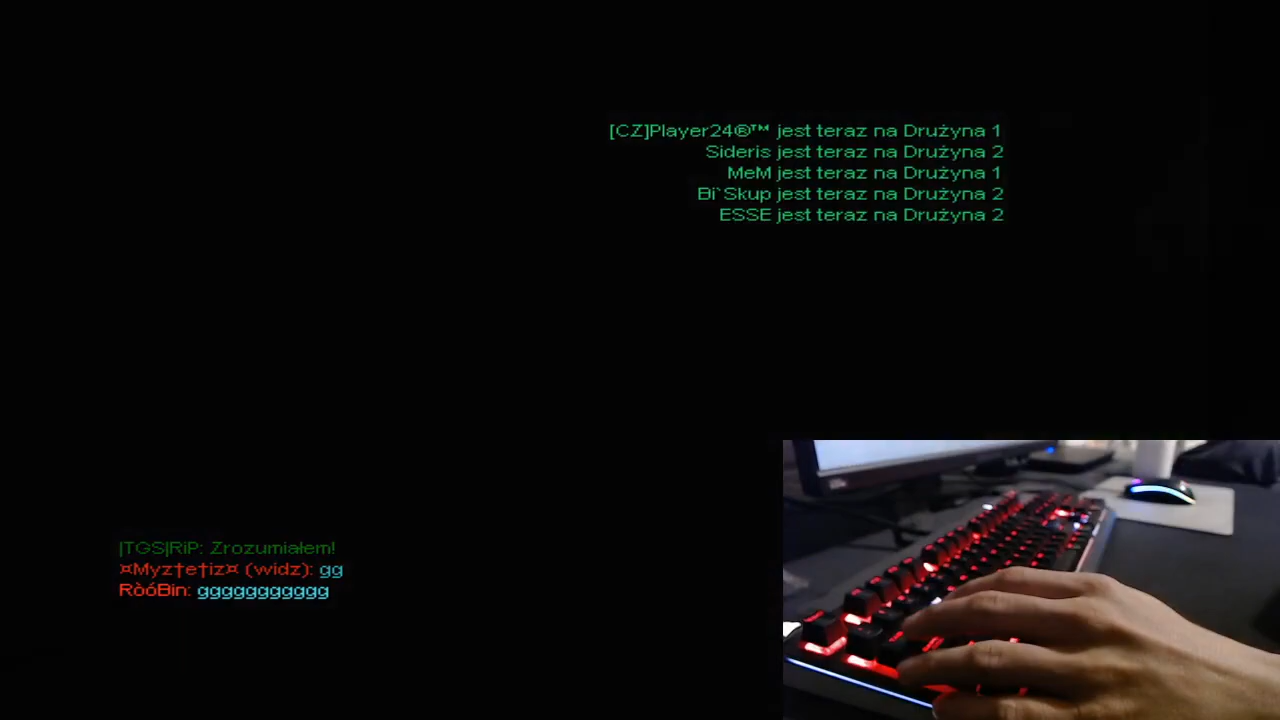 [CZ]Player24®™ jest teraz na Drużyna 1
Sideris jest teraz na Drużyna 2
MeM jest teraz na Drużyna 1
Đi`Skup jest teraz na Drużyna 2
ESSE jest teraz na Drużyna 2
|TGS|RiP: Zrozumiałem!
¤Myz†e†iz¤ (widz): gg
RòóBin: ggggggggggg